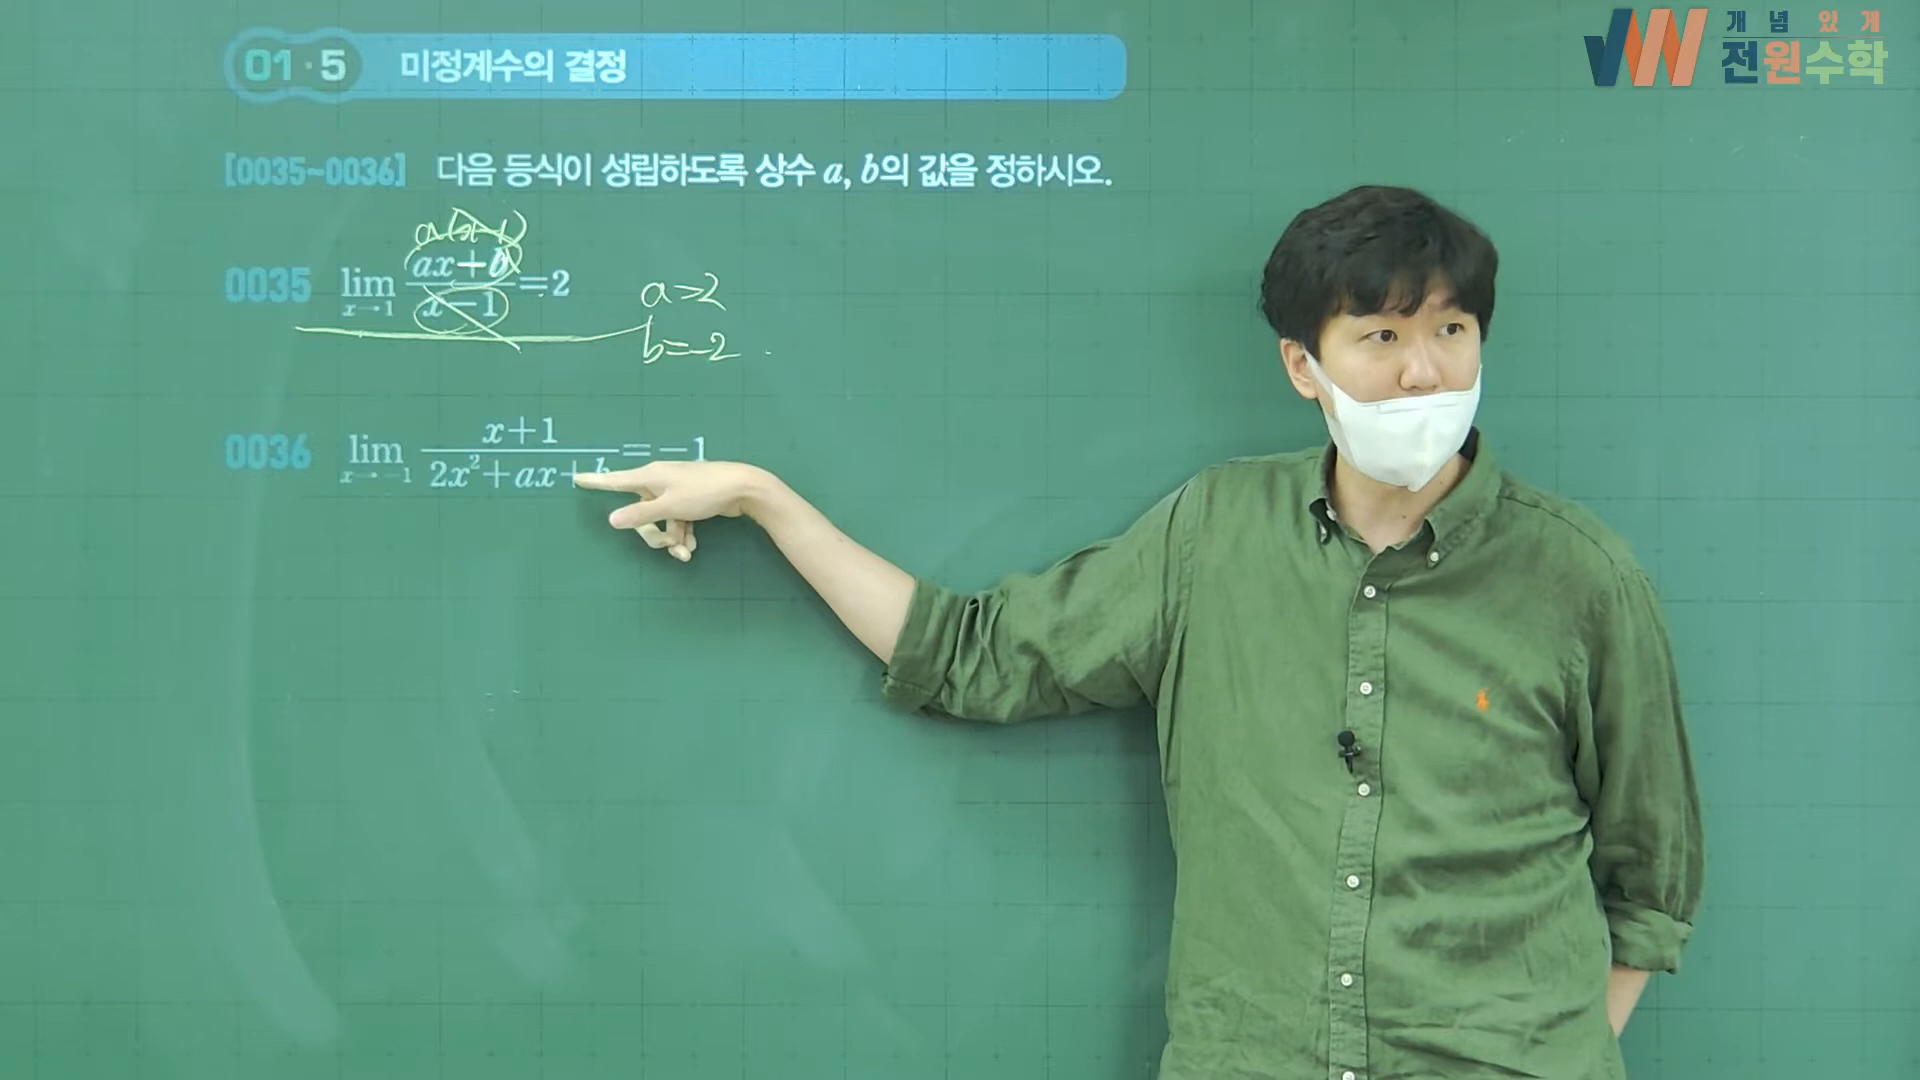 개념있게
전원수학
01·5 미정계수의 결정
[0035~0036] 다음 등식이 성립하도록 상수 a, b의 값을 정하시오.
a(x-1)
0035 lim x→1 ax+b / x-1 =2
a=2
b=-2
0036 lim x→-1 x+1 / 2x²+ax+b =-1